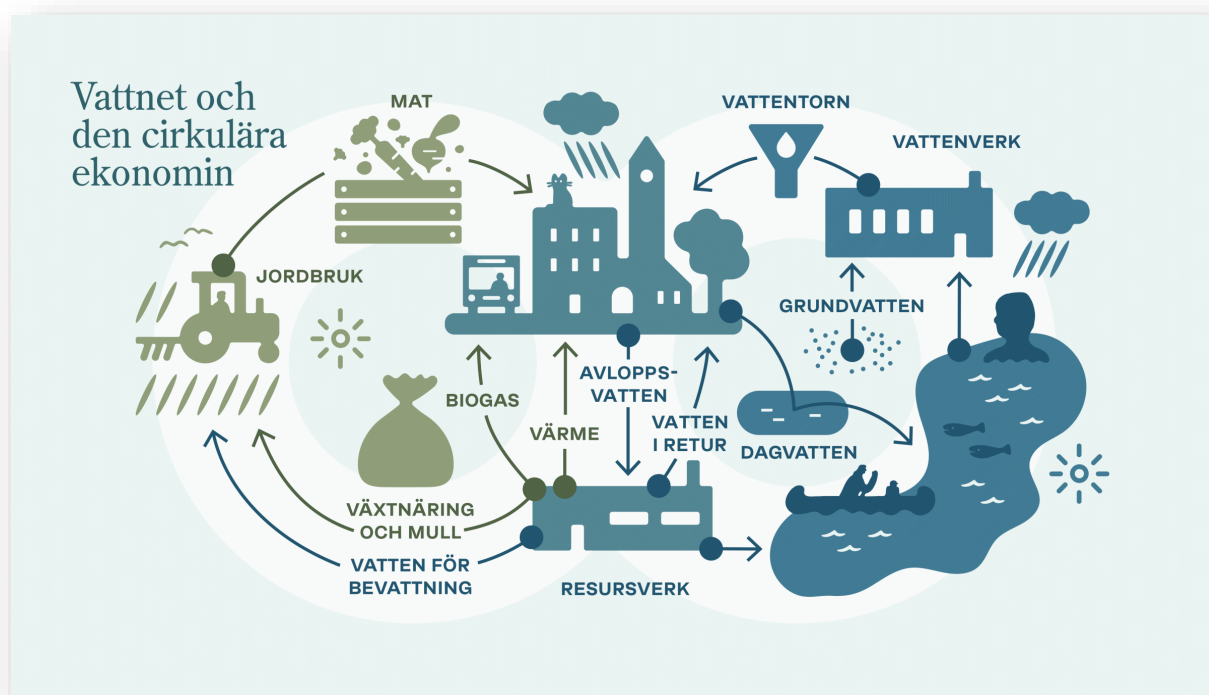 Vattnet och
den cirkulära
ekonomin
MAT
VATTENTORN
VATTENVERK
JORDBRUK
GRUNDVATTEN
AVLOPPS-
VATTEN
BIOGAS
VÄRME
VATTEN
I RETUR
DAGVATTEN
VÄXTNÄRING
OCH MULL
VATTEN FÖR
BEVATTNING
RESURSVERK